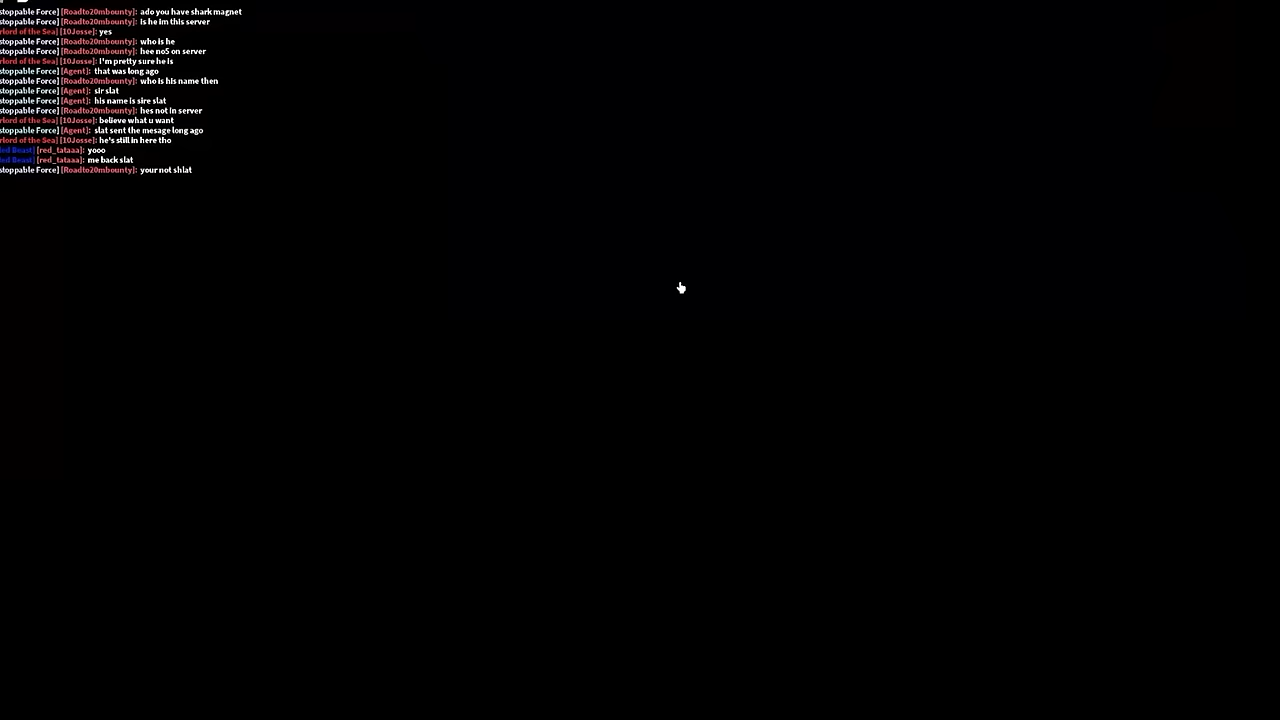 stoppable Force] [Roadto20mbounty]: ado you have shark magnet
stoppable Force] [Roadto20mbounty]: Is he im this server
rlord of the Sea] [10Josse]: yes
stoppable Force] [Roadto20mbounty]: who is he
stoppable Force] [Roadto20mbounty]: hee noS on server
rlord of the Sea] [10Josse]: I'm pretty sure he is
stoppable Force] [Agent]: that was long ago
stoppable Force] [Roadto20mbounty]: who is his name then
stoppable Force] [Agent]: sir slat
stoppable Force] [Agent]: his name is sire slat
stoppable Force] [Roadto20mbounty]: hes not in server
rlord of the Sea] [10Josse]: believe what u want
stoppable Force] [Agent]: slat sent the mesage long ago
rlord of the Sea] [10Josse]: he's still in here tho
ed Beast] [red_tataaa]: yooo
ed Beast] [red_tataaa]: me back slat
stoppable Force] [Roadto20mbounty]: your not shlat